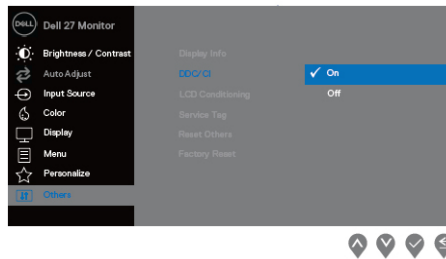 DELL Dell 27 Monitor
Brightness / Contrast
Auto Adjust
Input Source
Color
Display
Menu
Personalize
Others
Display Info
DDC/CI
LCD Conditioning
Service Tag
Reset Others
Factory Reset
On
Off